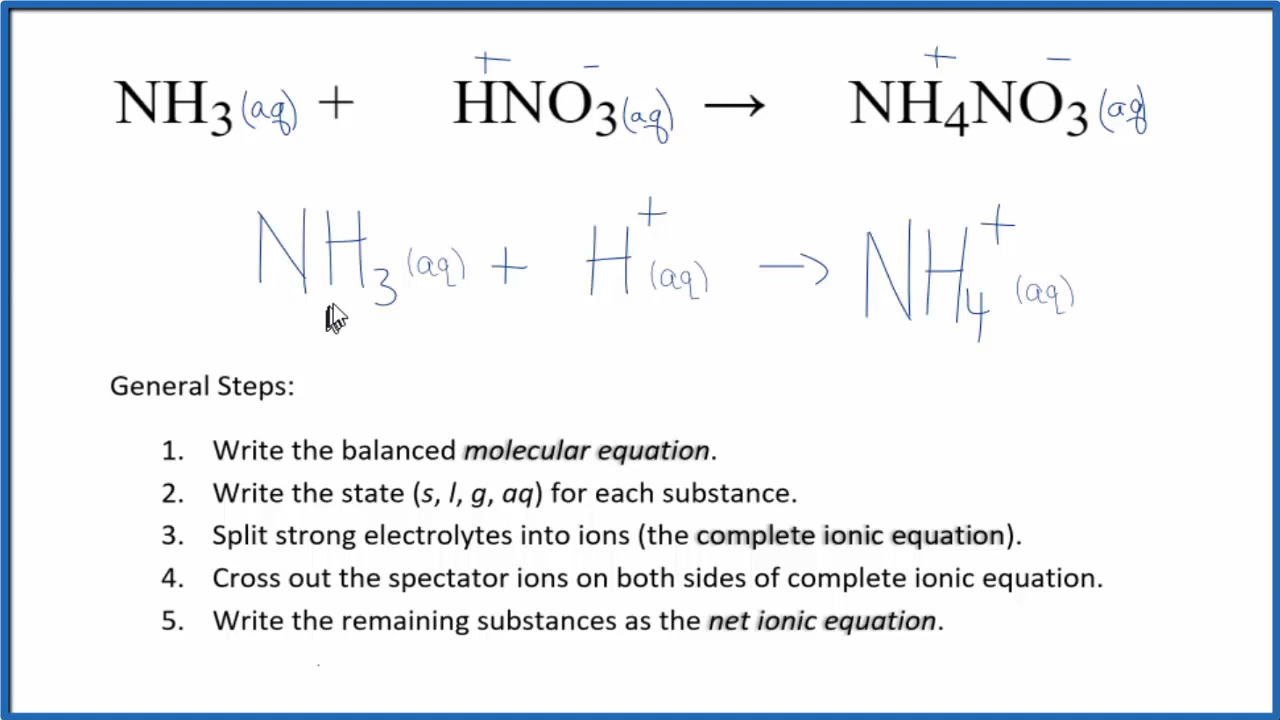 NH₃(aq) + H⁺NO₃⁻(aq) → NH₄⁺NO₃⁻(aq)
NH₃(aq) + H⁺(aq) → NH₄⁺(aq)
General Steps:
1. Write the balanced molecular equation.
2. Write the state (s, l, g, aq) for each substance.
3. Split strong electrolytes into ions (the complete ionic equation).
4. Cross out the spectator ions on both sides of complete ionic equation.
5. Write the remaining substances as the net ionic equation.